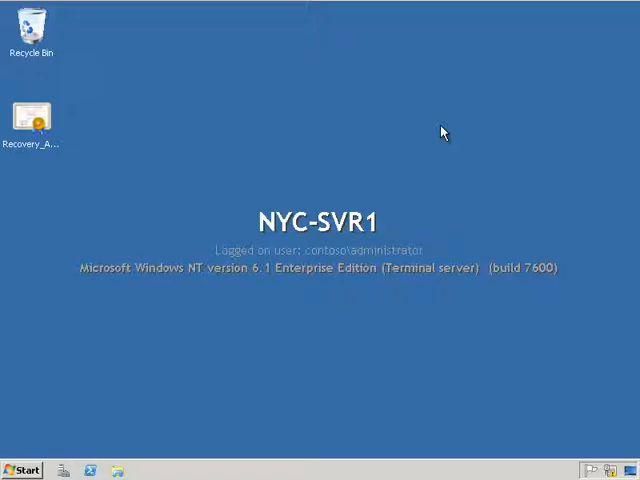 Recycle Bin
Recovery_A...
NYC-SVR1
Logged on user: contoso\administrator
Microsoft Windows NT version 6.1 Enterprise Edition (Terminal server) (build 7600)
Start